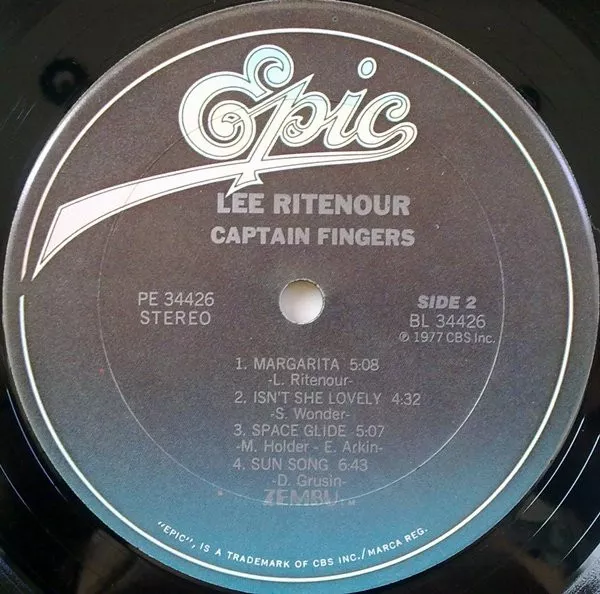 Epic
LEE RITENOUR
CAPTAIN FINGERS
PE 34426
STEREO
SIDE 2
BL 34426
℗ 1977 CBS Inc.
1. MARGARITA 5:08
-L. Ritenour-
2. ISN'T SHE LOVELY 4:32
-S. Wonder-
3. SPACE GLIDE 5:07
-M. Holder - E. Arkin-
4. SUN SONG 6:43
-D. Grusin-
ZEMBU
"EPIC", IS A TRADEMARK OF CBS INC./MARCA REG.